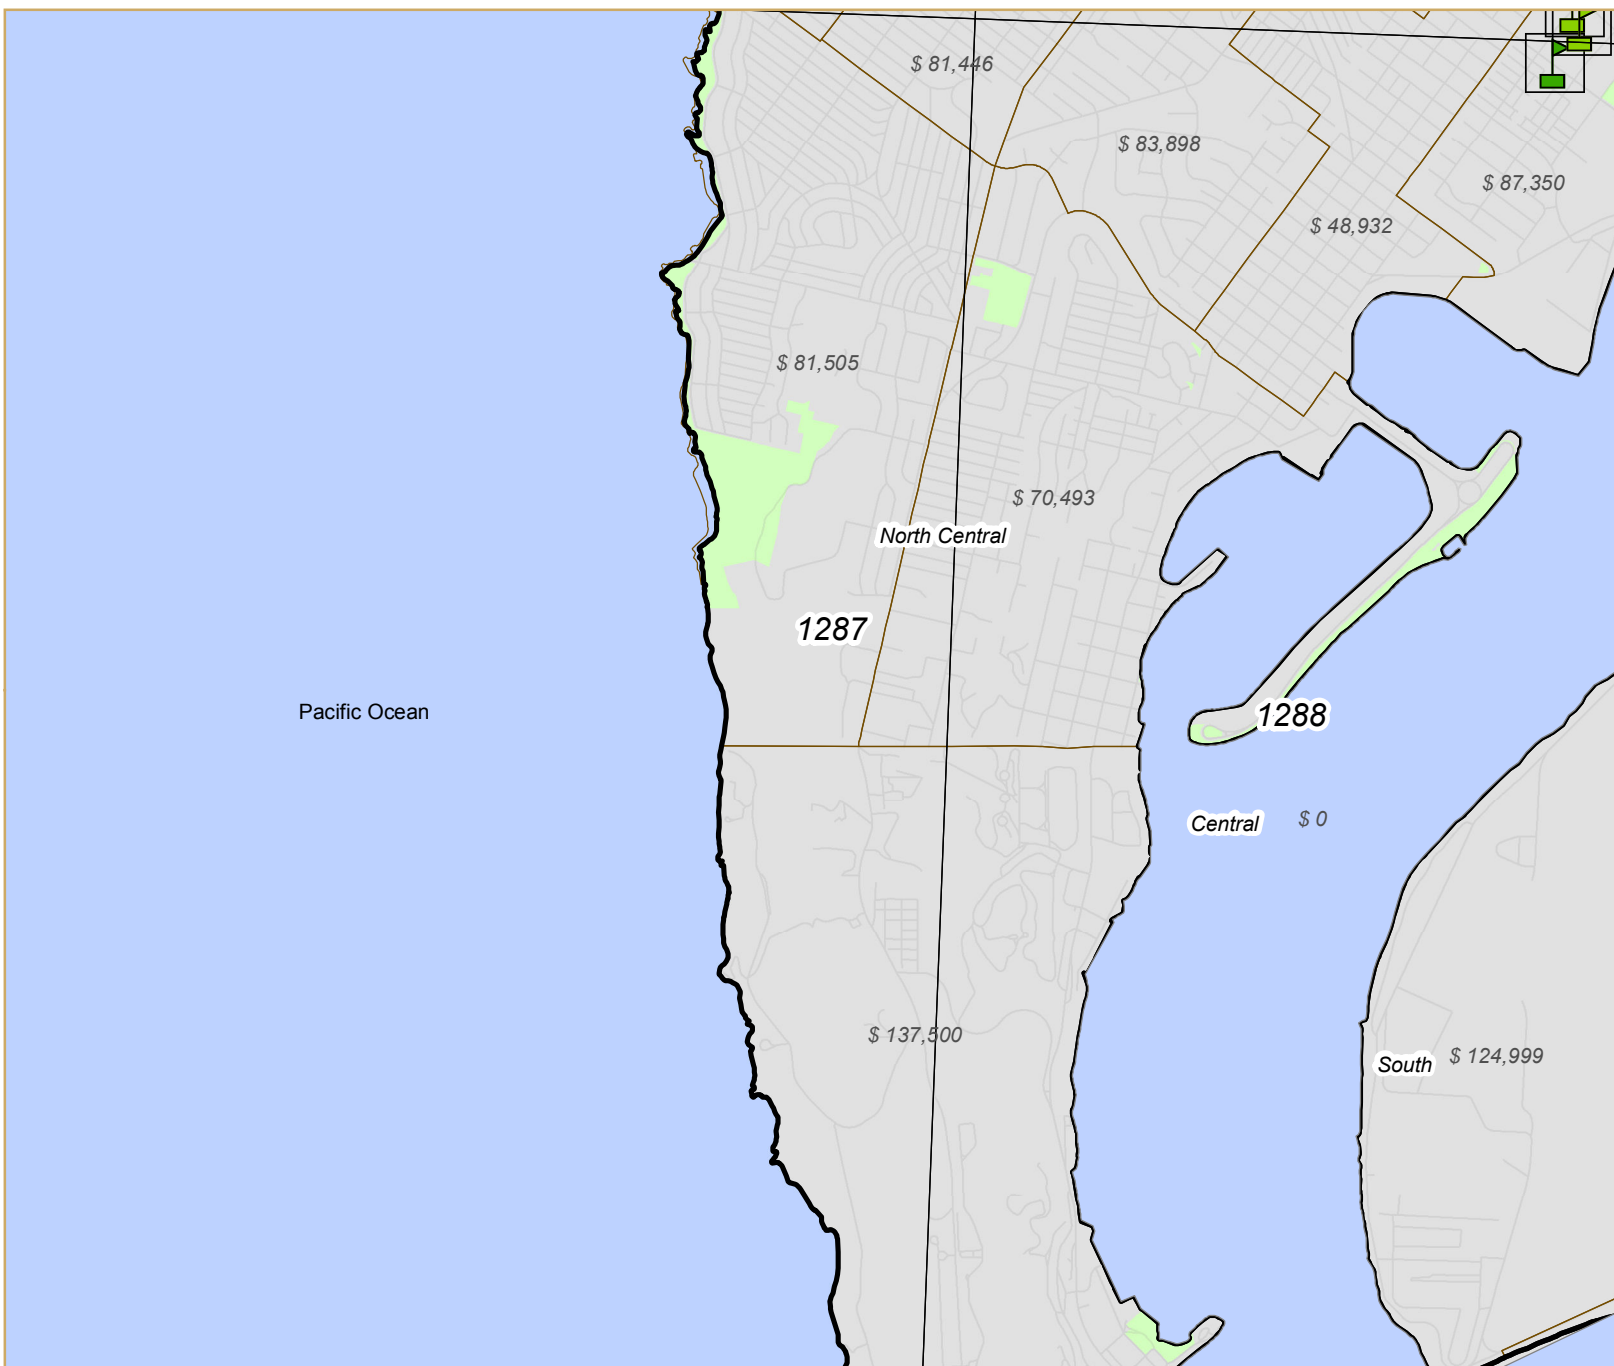 $ 81,446
$ 83,898
$ 87,350
$ 48,932
$ 81,505
$ 70,493
North Central
1287
Pacific Ocean
1288
Central
$ 0
$ 137,500
South
$ 124,999